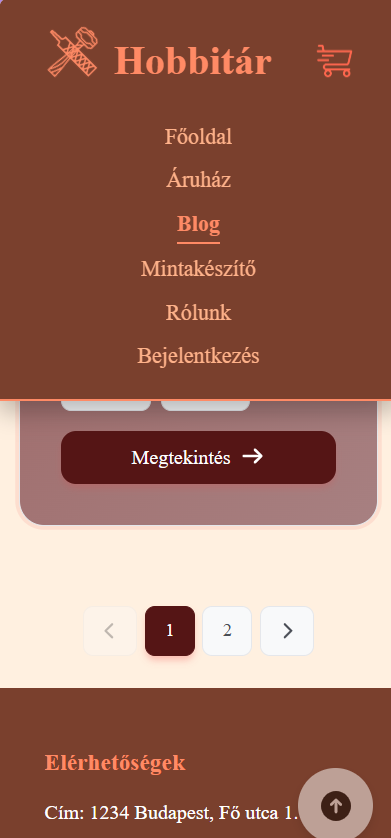 Hobbitár
Főoldal
Áruház
Blog
Mintakészítő
Rólunk
Bejelentkezés
Megtekintés
1
2
Elérhetőségek
Cím: 1234 Budapest, Fő utca 1.